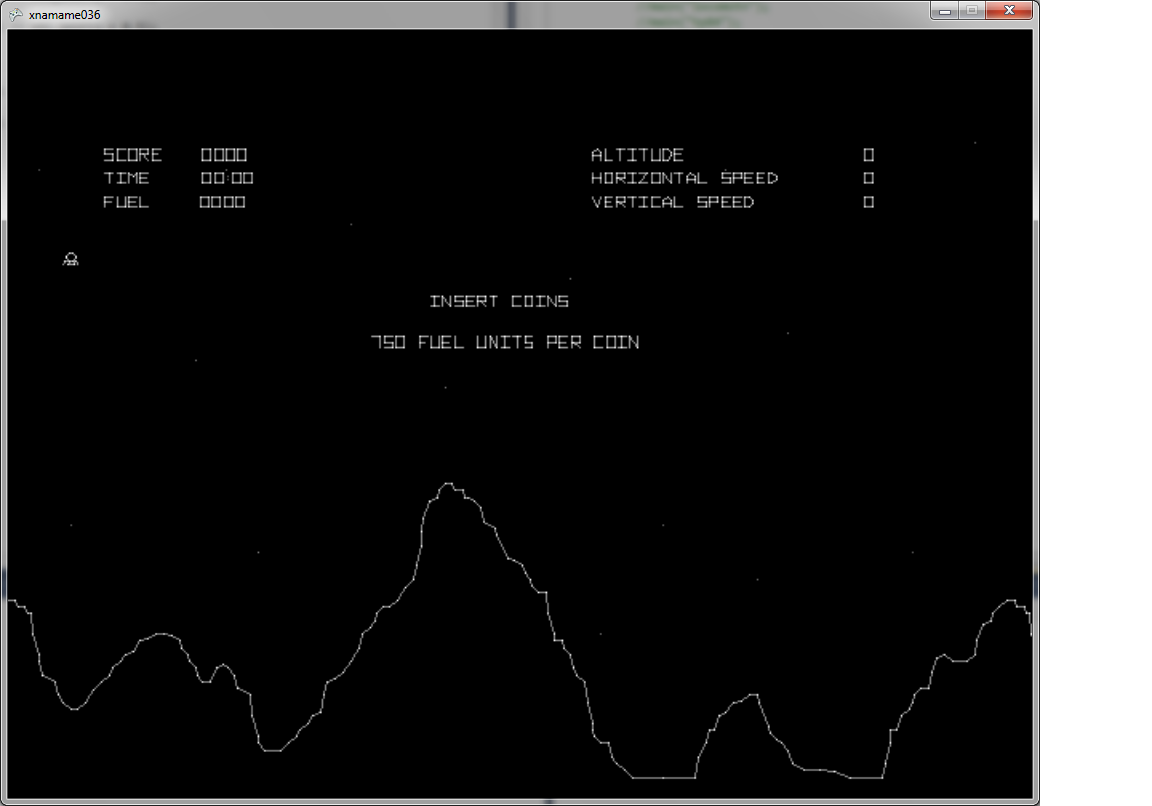 xnamame036
SCORE 0000 ALTITUDE 0
TIME 00:00 HORIZONTAL SPEED 0
FUEL 0000 VERTICAL SPEED 0
INSERT COINS
750 FUEL UNITS PER COIN